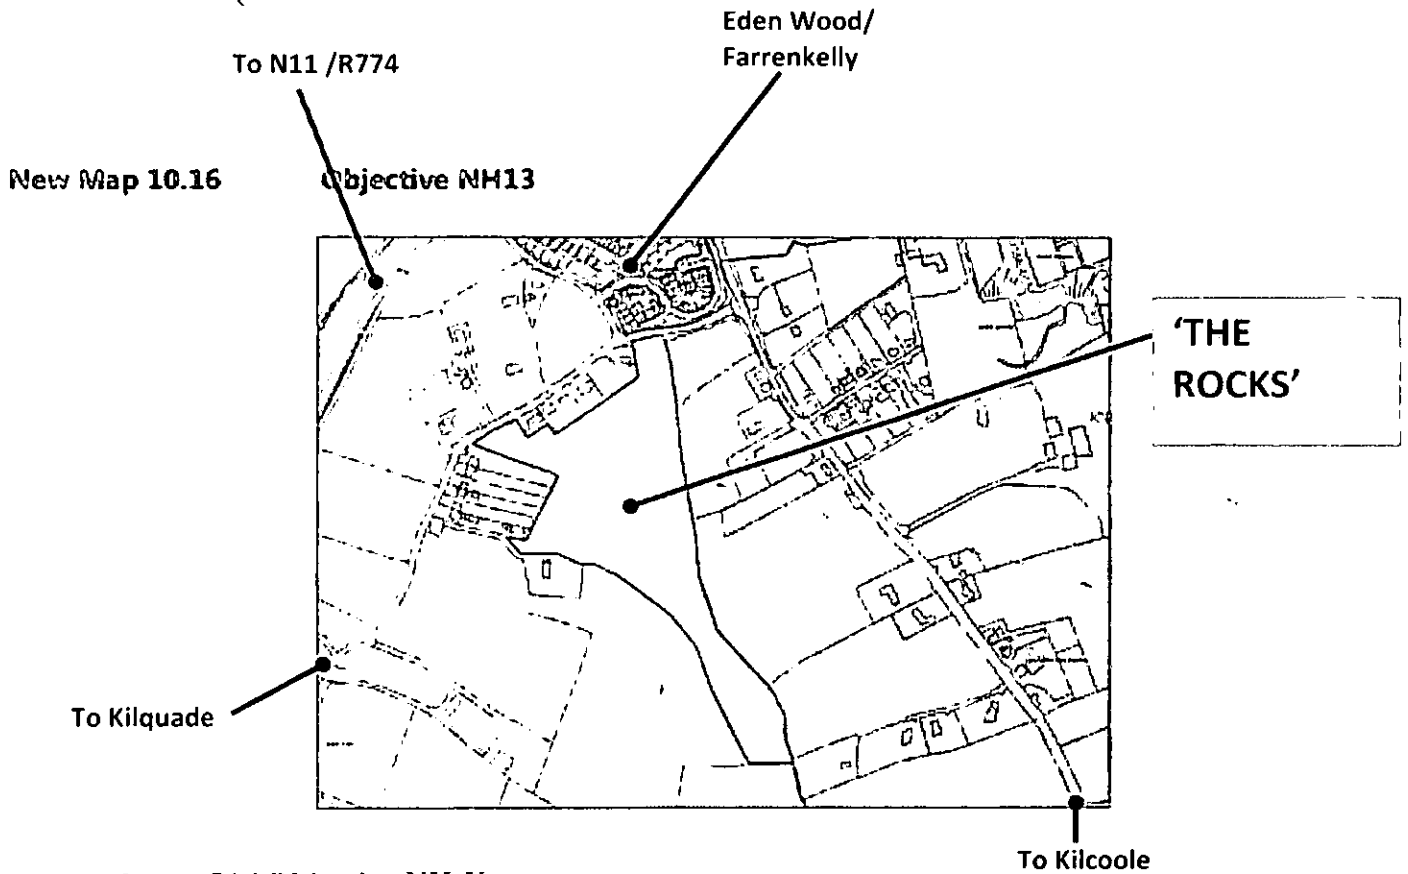 Eden Wood/
Farrenkelly
To N11 /R774
New Map 10.16 Objective NH13
'THE
ROCKS'
To Kilquade
To Kilcoole